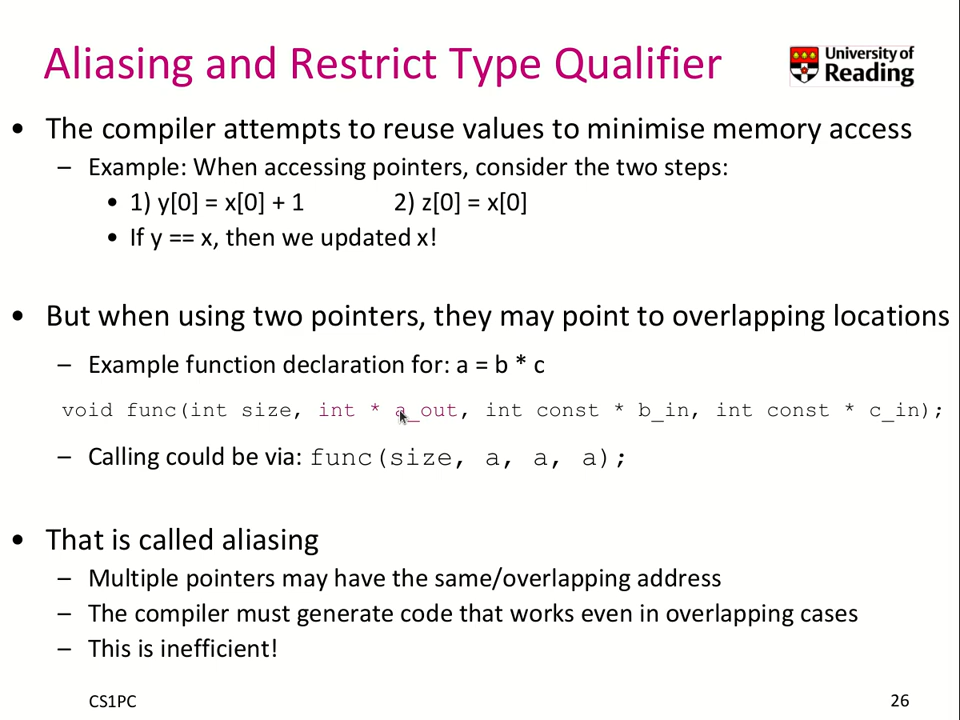 Aliasing and Restrict Type Qualifier
University of
Reading
• The compiler attempts to reuse values to minimise memory access
– Example: When accessing pointers, consider the two steps:
• 1) y[0] = x[0] + 1 2) z[0] = x[0]
• If y == x, then we updated x!
• But when using two pointers, they may point to overlapping locations
– Example function declaration for: a = b * c
void func(int size, int * a_out, int const * b_in, int const * c_in);
– Calling could be via: func(size, a, a, a);
• That is called aliasing
– Multiple pointers may have the same/overlapping address
– The compiler must generate code that works even in overlapping cases
– This is inefficient!
CS1PC
26